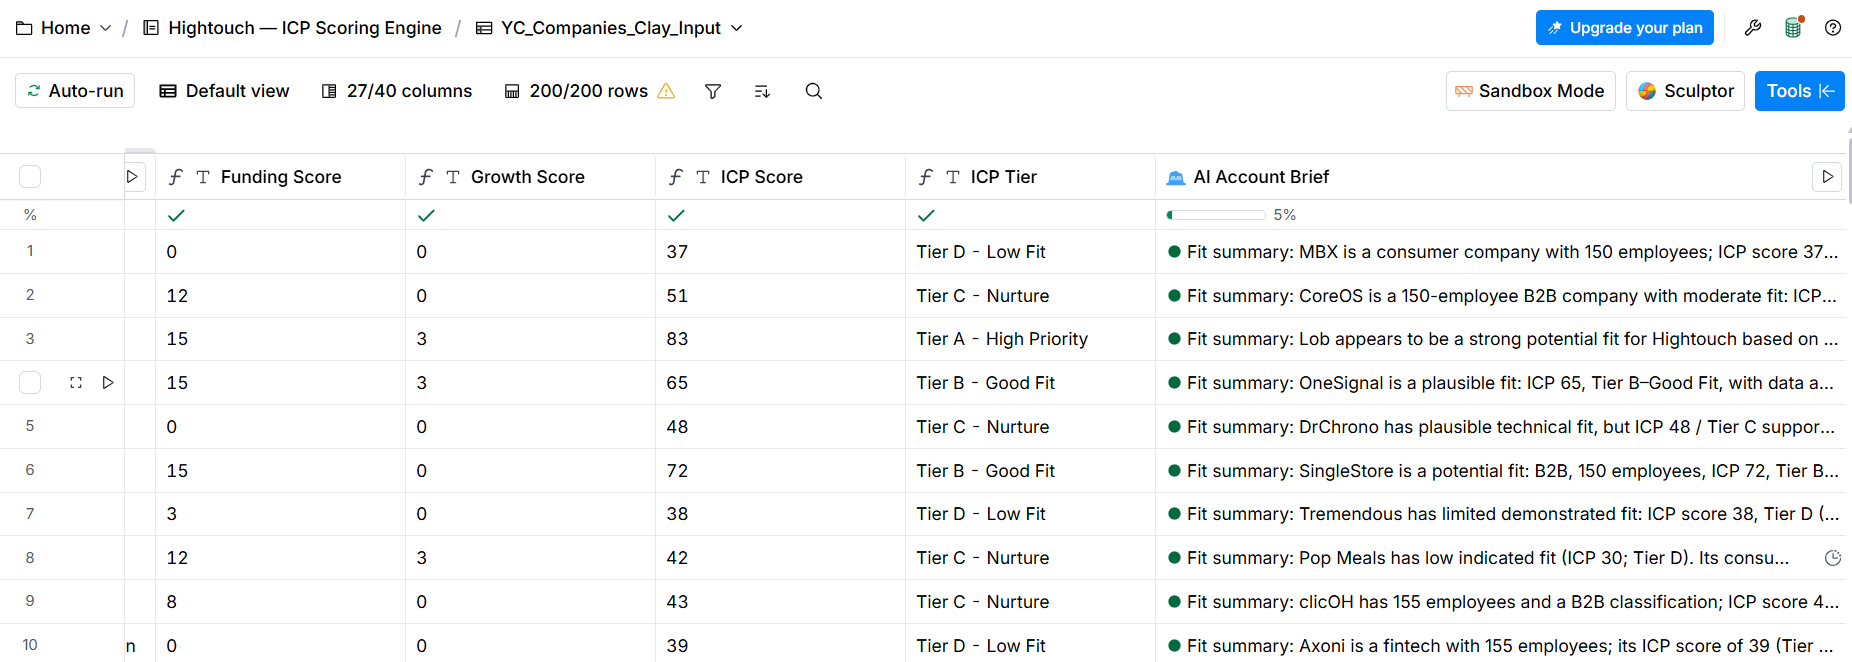 Home / Hightouch — ICP Scoring Engine / YC_Companies_Clay_Input Upgrade your plan
Auto-run Default view 27/40 columns 200/200 rows Sandbox Mode Sculptor Tools
Funding Score Growth Score ICP Score ICP Tier AI Account Brief
% 5%
1 0 0 37 Tier D - Low Fit Fit summary: MBX is a consumer company with 150 employees; ICP score 37...
2 12 0 51 Tier C - Nurture Fit summary: CoreOS is a 150-employee B2B company with moderate fit: ICP...
3 15 3 83 Tier A - High Priority Fit summary: Lob appears to be a strong potential fit for Hightouch based on ...
15 3 65 Tier B - Good Fit Fit summary: OneSignal is a plausible fit: ICP 65, Tier B–Good Fit, with data a...
5 0 0 48 Tier C - Nurture Fit summary: DrChrono has plausible technical fit, but ICP 48 / Tier C suppor...
6 15 0 72 Tier B - Good Fit Fit summary: SingleStore is a potential fit: B2B, 150 employees, ICP 72, Tier B...
7 3 0 38 Tier D - Low Fit Fit summary: Tremendous has limited demonstrated fit: ICP score 38, Tier D (...
8 12 3 42 Tier C - Nurture Fit summary: Pop Meals has low indicated fit (ICP 30; Tier D). Its consu...
9 8 0 43 Tier C - Nurture Fit summary: clicOH has 155 employees and a B2B classification; ICP score 4...
10 n 0 0 39 Tier D - Low Fit Fit summary: Axoni is a fintech with 155 employees; its ICP score of 39 (Tier ...